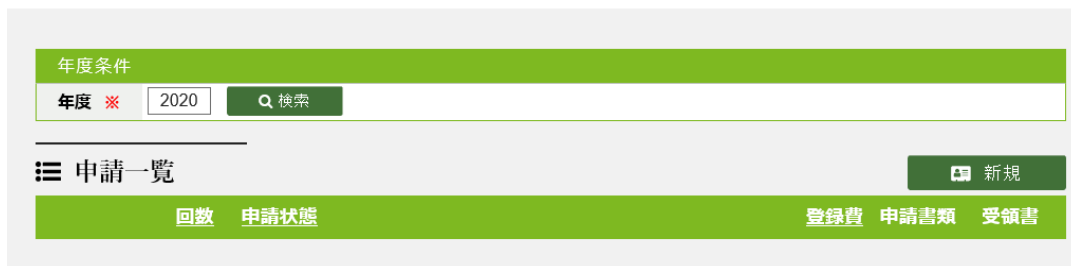 年度条件
年度 ※ 2020 検索
申請一覧 新規
回数 申請状態 登録費 申請書類 受領書